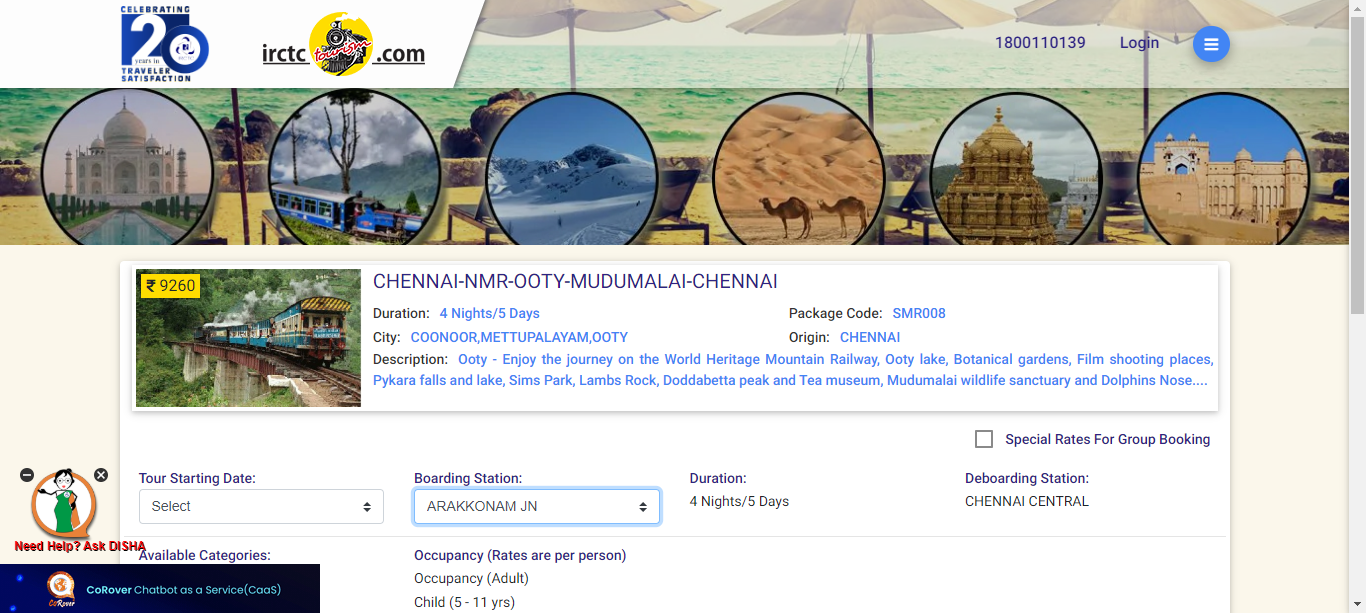 CELEBRATING
20
years in
TRAVELER
SATISFACTION
irctc tourism .com
1800110139
Login
₹ 9260
CHENNAI-NMR-OOTY-MUDUMALAI-CHENNAI
Duration: 4 Nights/5 Days
Package Code: SMR008
City: COONOOR,METTUPALAYAM,OOTY
Origin: CHENNAI
Description: Ooty - Enjoy the journey on the World Heritage Mountain Railway, Ooty lake, Botanical gardens, Film shooting places,
Pykara falls and lake, Sims Park, Lambs Rock, Doddabetta peak and Tea museum, Mudumalai wildlife sanctuary and Dolphins Nose....
Special Rates For Group Booking
Tour Starting Date:
Select
Boarding Station:
ARAKKONAM JN
Duration:
4 Nights/5 Days
Deboarding Station:
CHENNAI CENTRAL
Need Help? Ask DISHA
Available Categories:
Occupancy (Rates are per person)
Occupancy (Adult)
Child (5 - 11 yrs)
CoRover
CoRover Chatbot as a Service(CaaS)